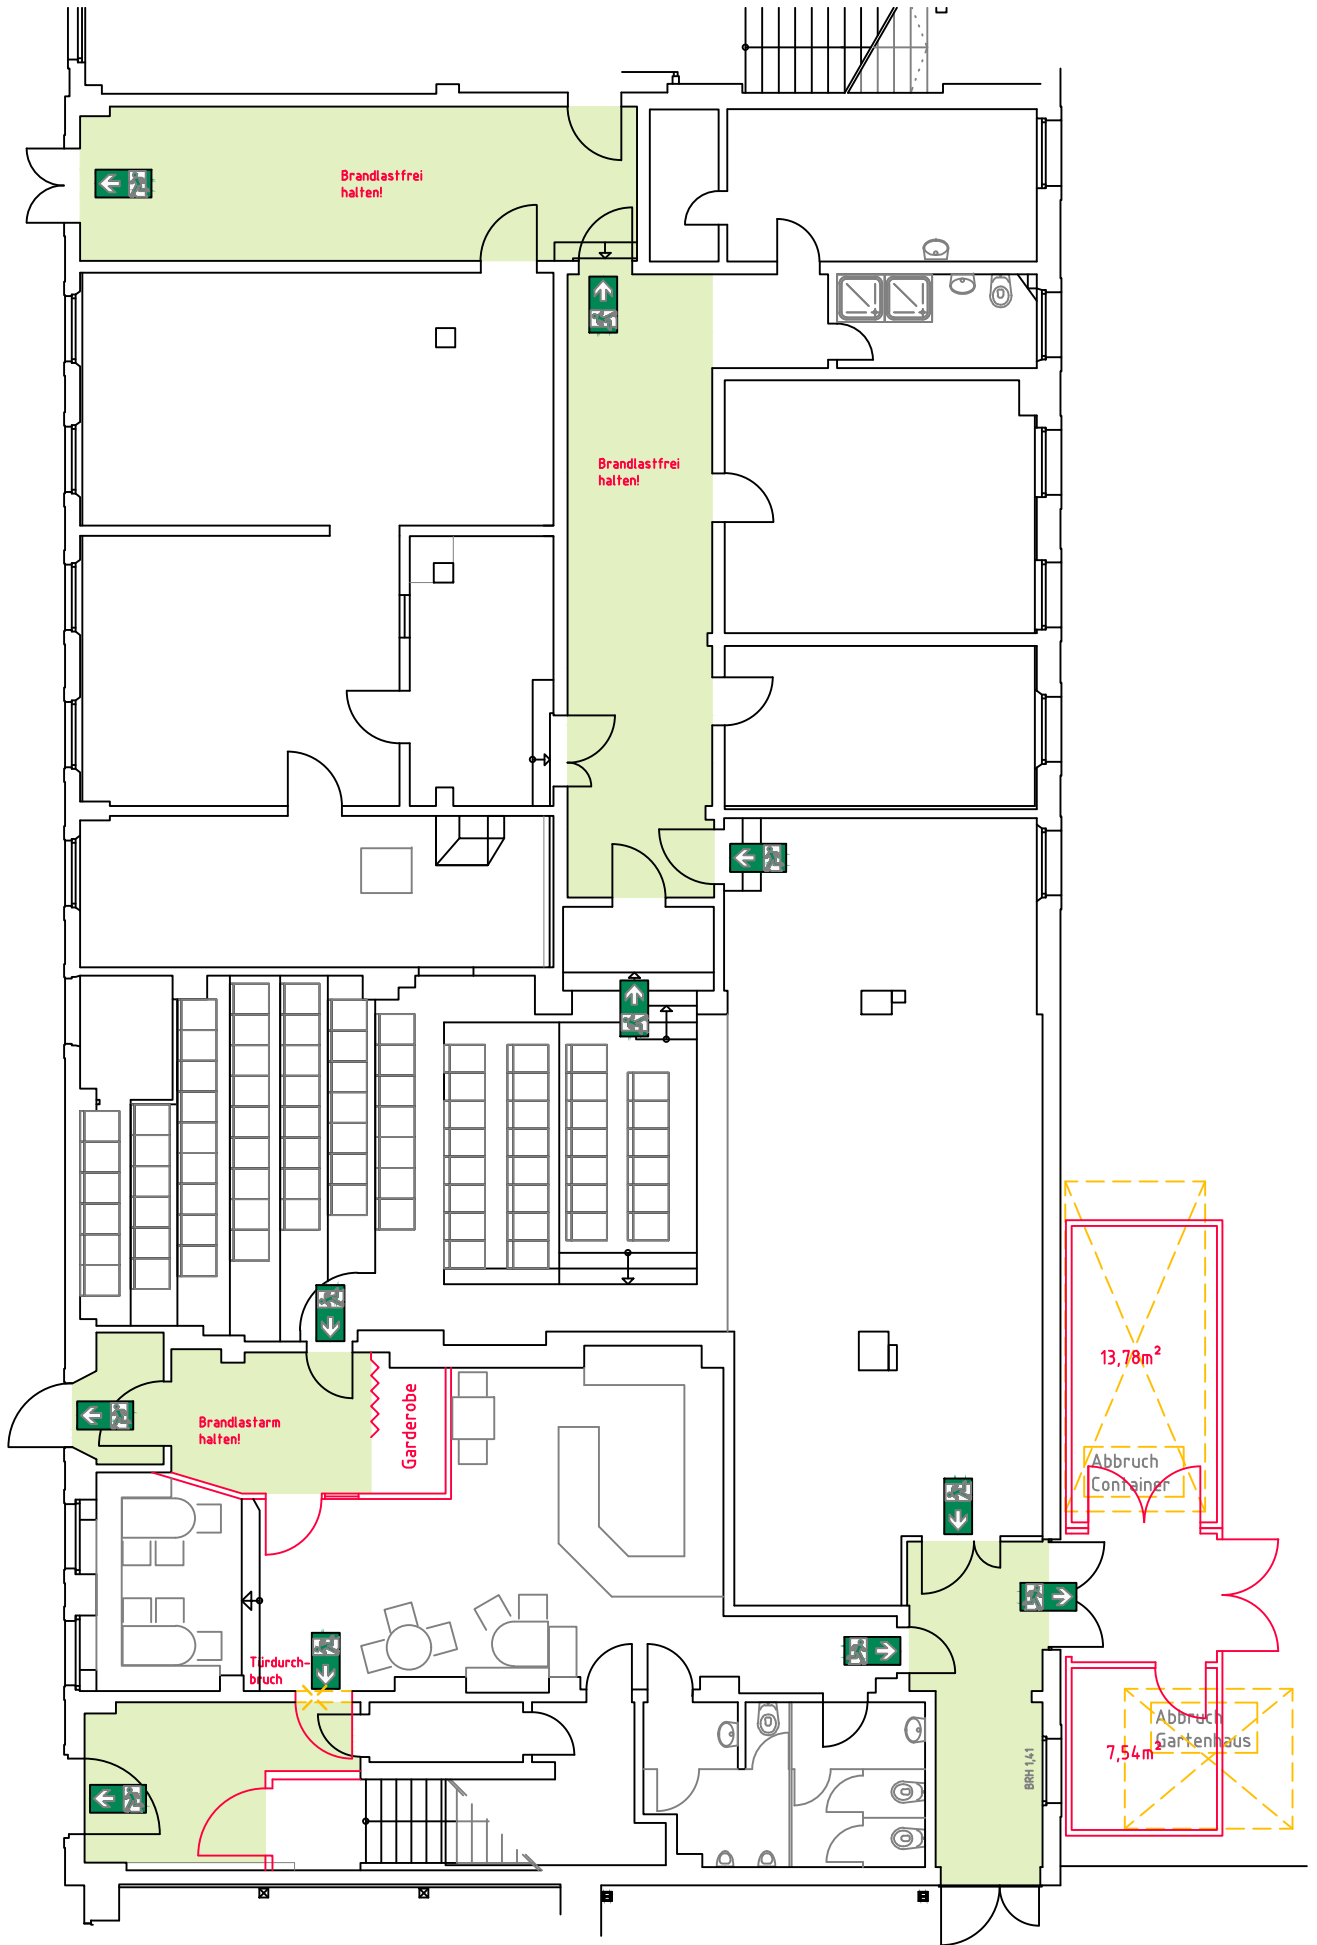 Brandlastfrei
halten!
Brandlastfrei
halten!
13,78m²
Brandlastarm
halten!
Garderobe
Abbruch
Container
Türdurch-
bruch
Abbruch
Gartenhaus
7,54m²
BRH 1,41